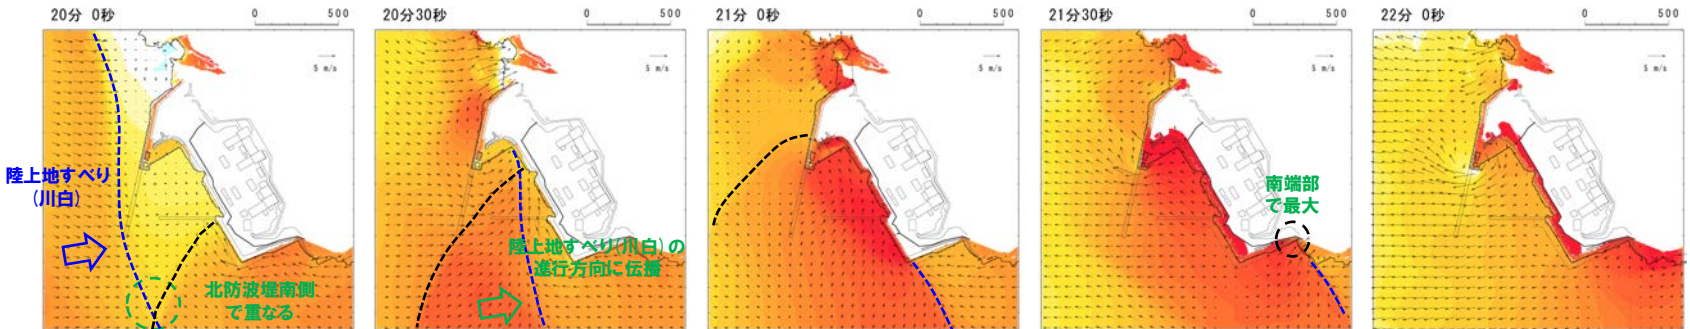 20分 0秒
0 500
5 m/s
陸上地すべり
(川白)
北防波堤南側
で重なる
20分30秒
0 500
5 m/s
陸上地すべり(川白)の
進行方向に伝播
21分 0秒
0 500
5 m/s
21分30秒
0 500
5 m/s
南端部
で最大
22分 0秒
0 500
5 m/s